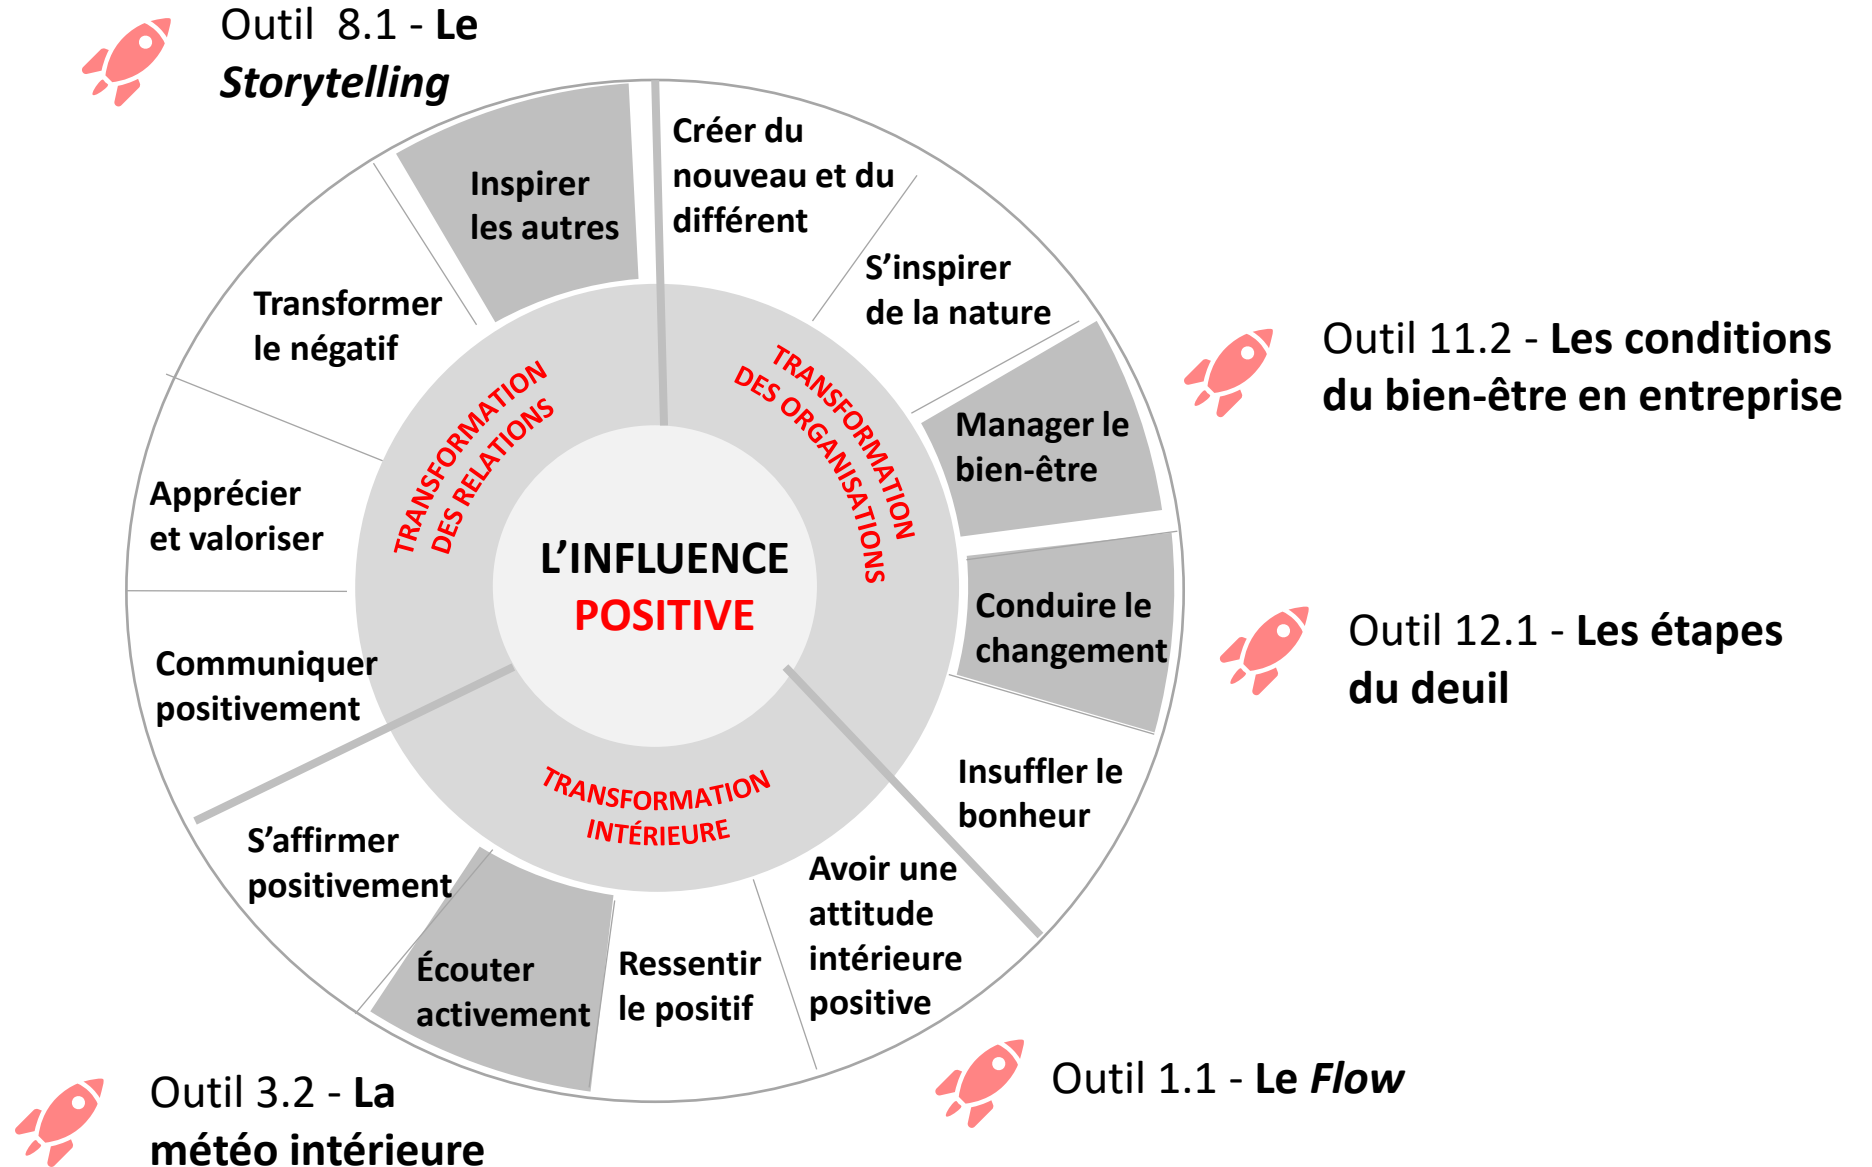 Outil 8.1 - Le
Storytelling
Créer du
nouveau et du
différent
Inspirer
les autres
S’inspirer
de la nature
Transformer
le négatif
Outil 11.2 - Les conditions
du bien-être en entreprise
TRANSFORMATION
DES RELATIONS
TRANSFORMATION
DES ORGANISATIONS
Manager le
bien-être
Apprécier
et valoriser
L’INFLUENCE
POSITIVE
Conduire le
changement
Outil 12.1 - Les étapes
du deuil
Communiquer
positivement
TRANSFORMATION
INTÉRIEURE
Insuffler le
bonheur
S’affirmer
positivement
Avoir une
attitude
intérieure
positive
Écouter
activement
Ressentir
le positif
Outil 1.1 - Le Flow
Outil 3.2 - La
météo intérieure